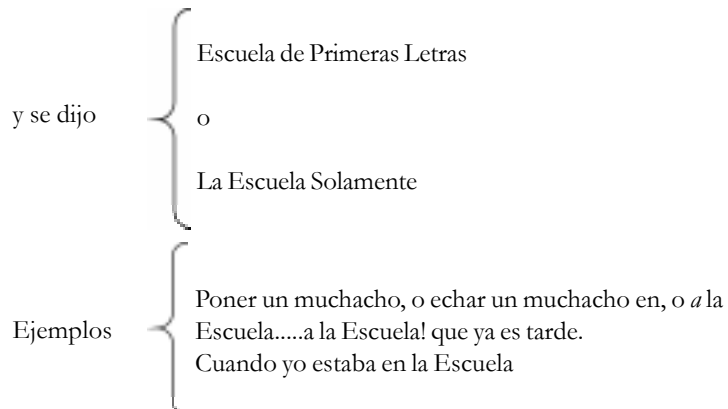 Escuela de Primeras Letras
y se dijo
o
La Escuela Solamente
Poner un muchacho, o echar un muchacho en, o a la
Ejemplos
Escuela.....a la Escuela! que ya es tarde.
Cuando yo estaba en la Escuela